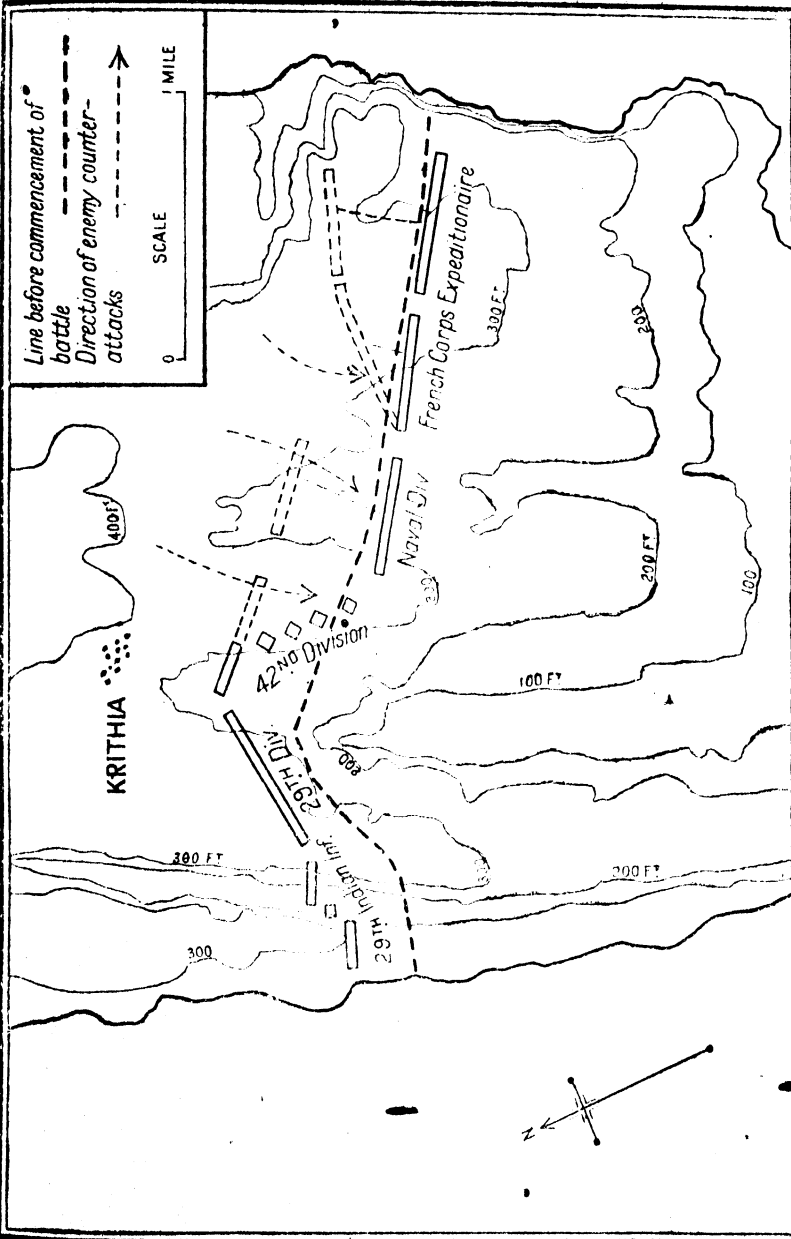 Line before commencement of
battle
Direction of enemy counter-
attacks
SCALE
0
1 MILE
400FT
KRITHIA
300 FT
300
French Corps Expeditionaire
300 FT
200
Naval Div
200
42ND Division
29TH Div.
200
29TH Indian Inf.
300
200 FT
100 FT
200 FT
100
N